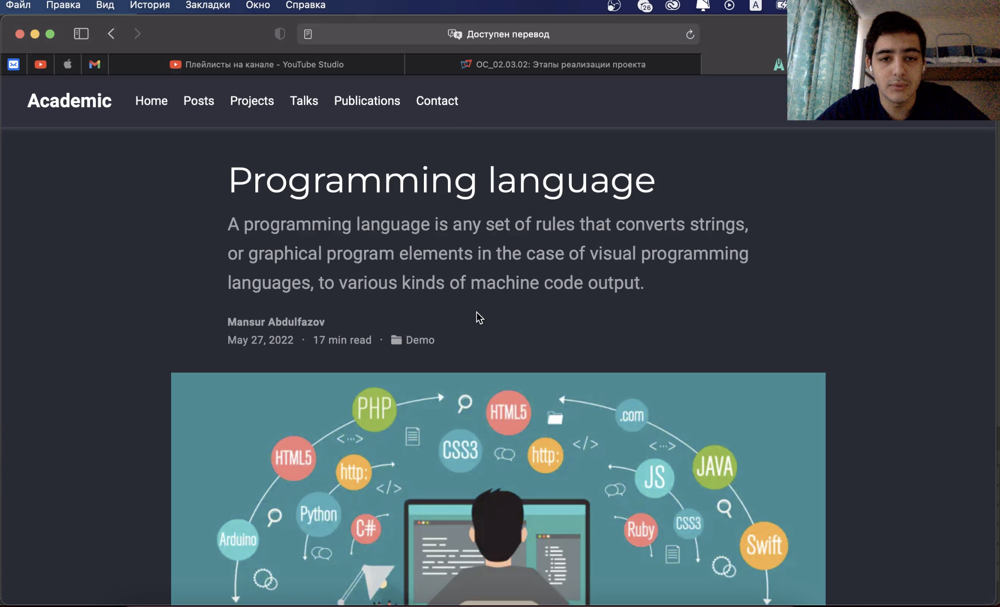 Файл Правка Вид История Закладки Окно Справка
26 A
Доступен перевод
Плейлисты на канале - YouTube Studio
ОС_02.03.02: Этапы реализации проекта
Academic Home Posts Projects Talks Publications Contact
Programming language
A programming language is any set of rules that converts strings,
or graphical program elements in the case of visual programming
languages, to various kinds of machine code output.
Mansur Abdulfazov
May 27, 2022 · 17 min read · Demo
PHP HTML5 .com
HTML5 <···> CSS3 http: </> <···> JAVA
http: </> JS
Python C# Ruby CSS3
Arduino Swift